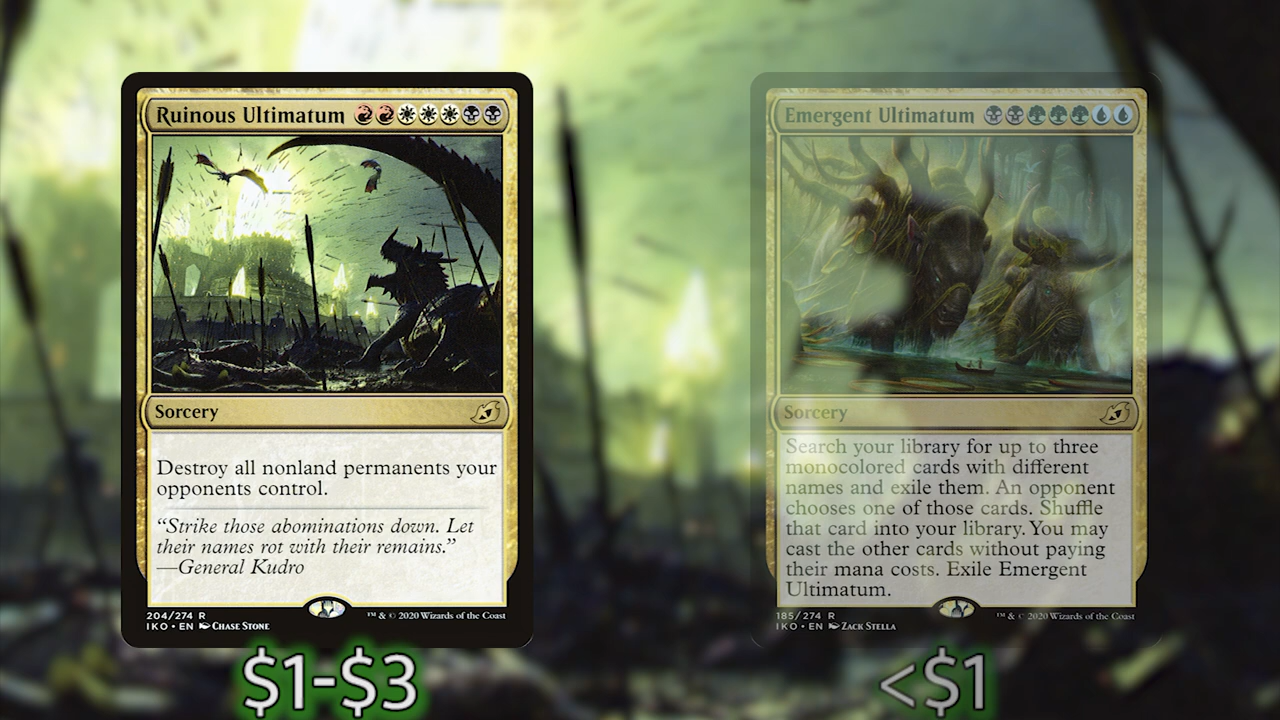 Ruinous Ultimatum
Sorcery
Destroy all nonland permanents your
opponents control.
“Strike those abominations down. Let
their names rot with their remains.”
—General Kudro
204/274 R
IKO • EN Chase Stone
™ & © 2020 Wizards of the Coast
$1-$3
Emergent Ultimatum
Sorcery
Search your library for up to three
monocolored cards with different
names and exile them. An opponent
chooses one of those cards. Shuffle
that card into your library. You may
cast the other cards without paying
their mana costs. Exile Emergent
Ultimatum.
185/274 R
IKO • EN Zack Stella
™ & © 2020 Wizards of the Coast
<$1